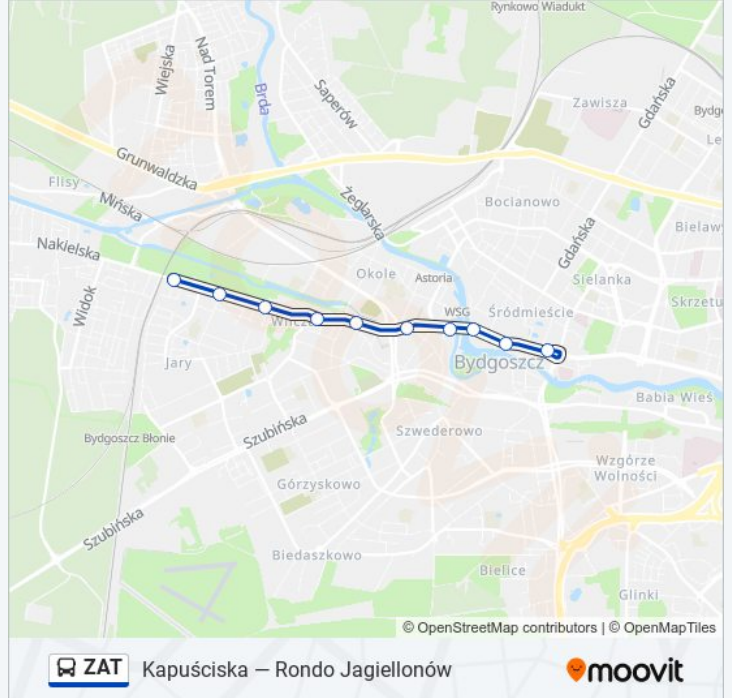 Rynkowo Wiadukt
Wiejska
Nad Torem
Brda
Saperów
Zawisza
Gdańska
Bydgo
Le
Grunwaldzka
Flisy
Mińska
Żeglarska
Bocianowo
Bielaw
Nakielska
Gdańska
Okole
Astoria
Sielanka
Widok
WSG
Śródmieście
Skrzetu
Wilcz
Jary
Bydgoszcz
Babia Wieś
Szubińska
Bydgoszcz Błonie
Szwederowo
Wzgórze
Wolności
Górzyskowo
Szubińska
Biedaszkowo
Bielice
Glinki
© OpenStreetMap contributors | © OpenMapTiles
ZAT Kapuściska — Rondo Jagiellonów
moovit